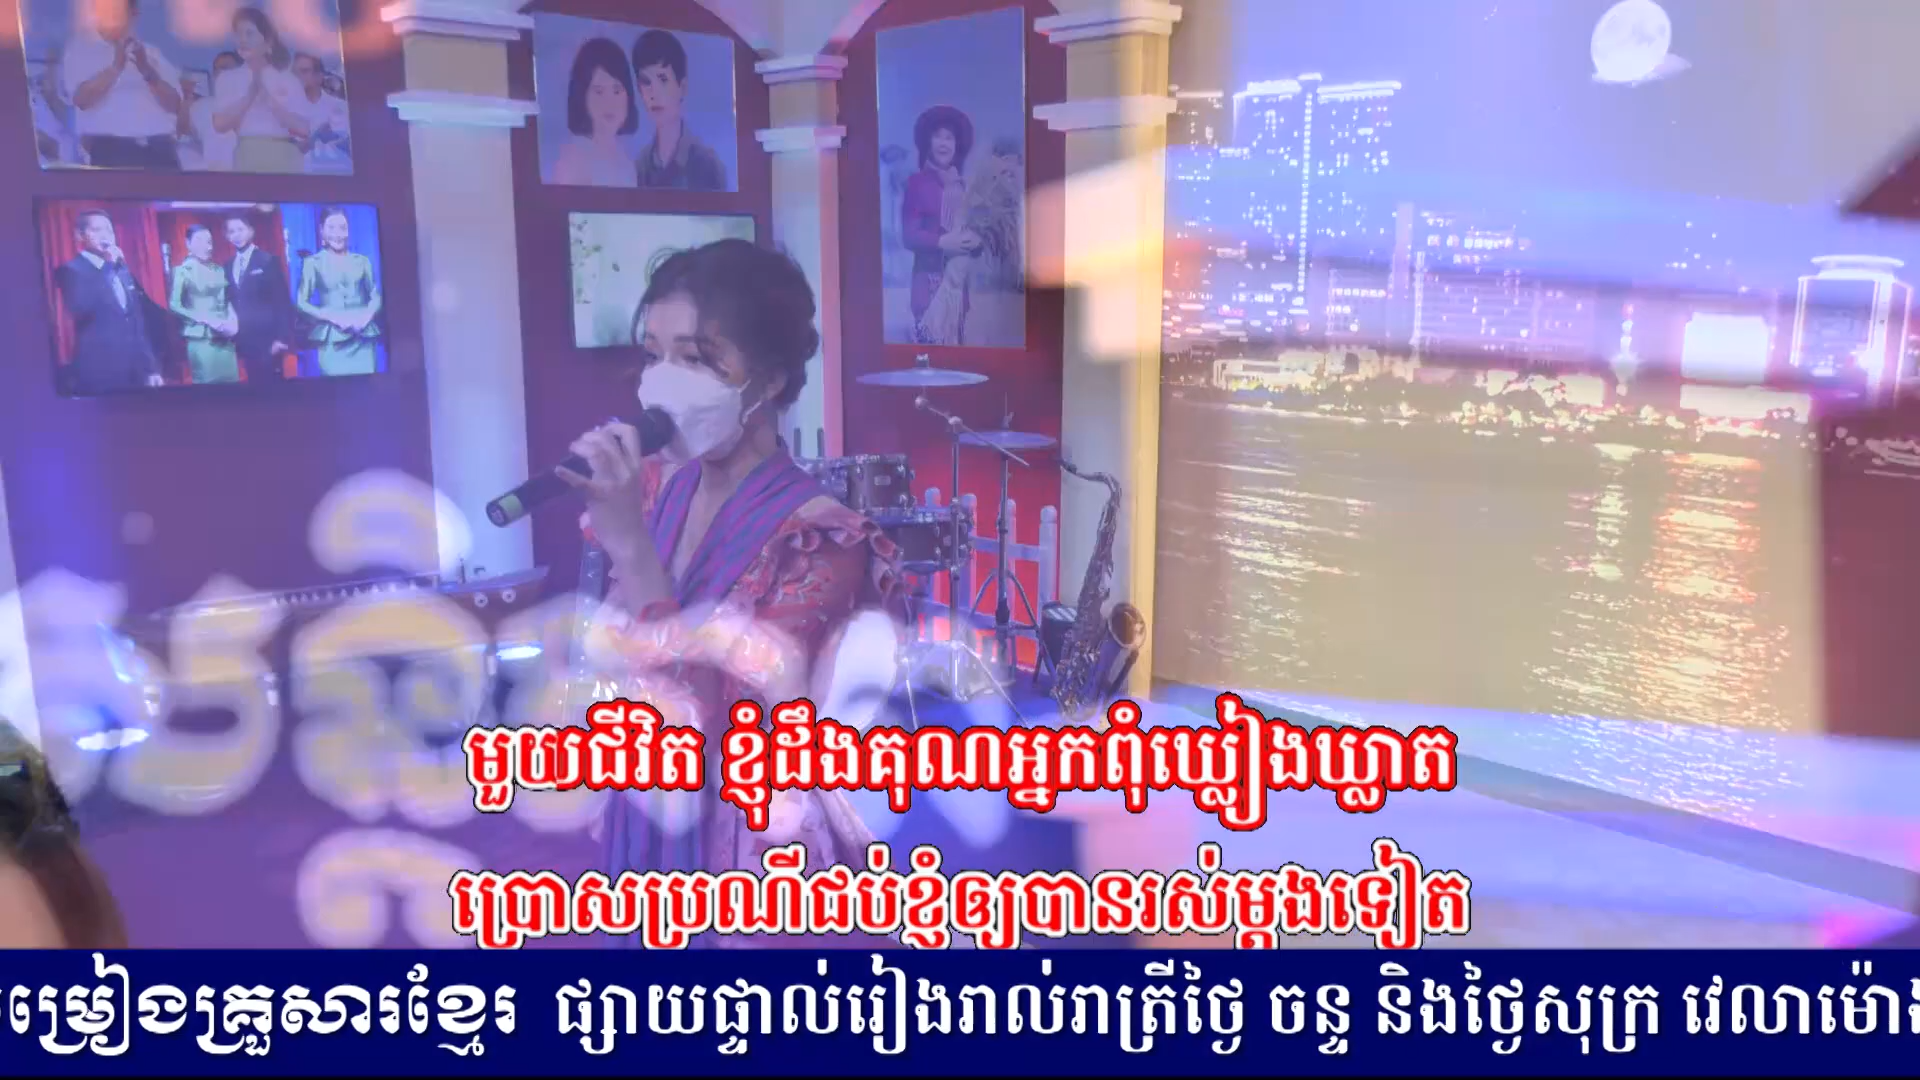 មួយជីវិត ខ្ញុំដឹងគុណអ្នកពុំឃ្លៀងឃ្លាត
ប្រោសប្រណីជប់ខ្ញុំឲ្យបានរស់ម្តងទៀត
ម្រៀងគ្រួសារខ្មែរ ផ្សាយផ្ទាល់រៀងរាល់រាត្រីថ្ងៃ ចន្ទ និងថ្ងៃសុក្រ វេលាម៉ោង